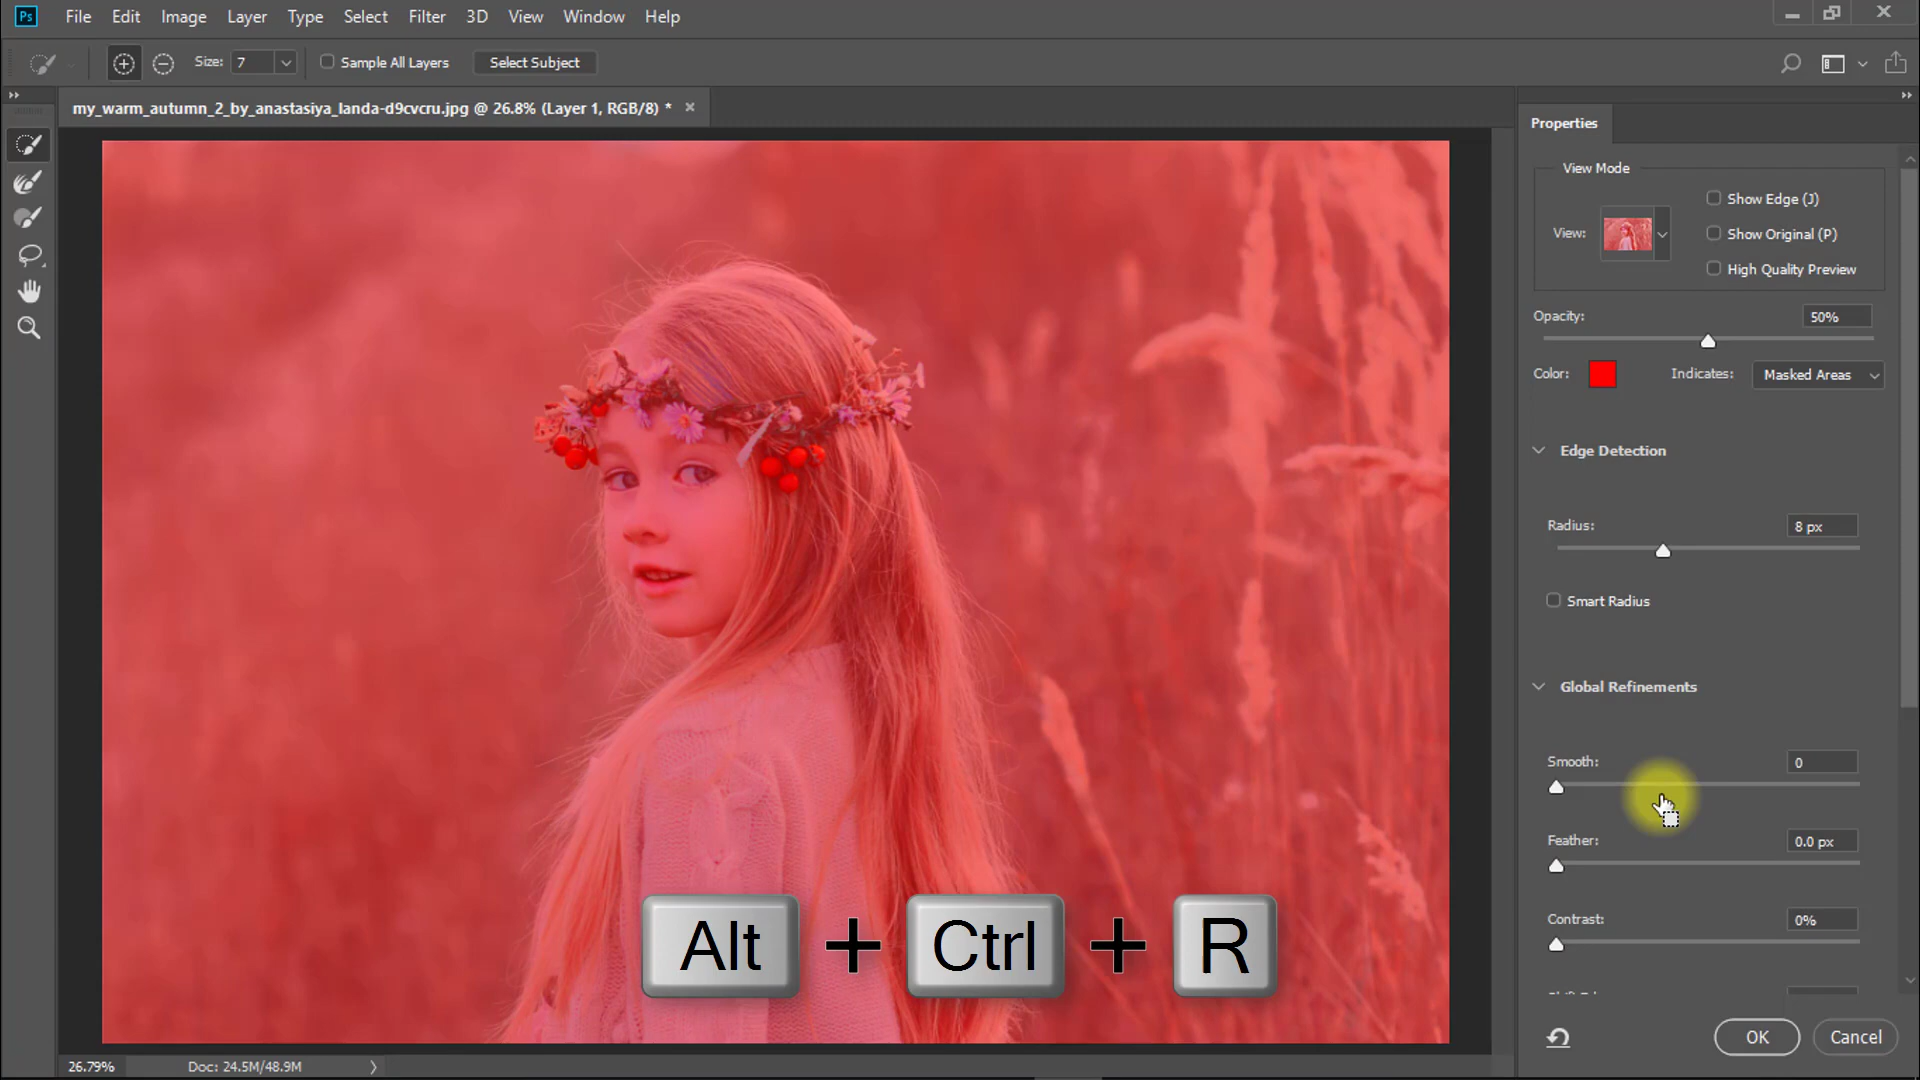 Ps File Edit Image Layer Type Select Filter 3D View Window Help
Size: 7 Sample All Layers Select Subject
my_warm_autumn_2_by_anastasiya_landa-d9cvcru.jpg @ 26.8% (Layer 1, RGB/8) *
Properties
View Mode
Show Edge (J)
View:
Show Original (P)
High Quality Preview
Opacity: 50%
Color: Indicates: Masked Areas
Edge Detection
Radius: 8 px
Smart Radius
Global Refinements
Smooth: 0
Feather: 0.0 px
Contrast: 0%
Alt + Ctrl + R
OK Cancel
26.79% Doc: 24.5M/48.9M